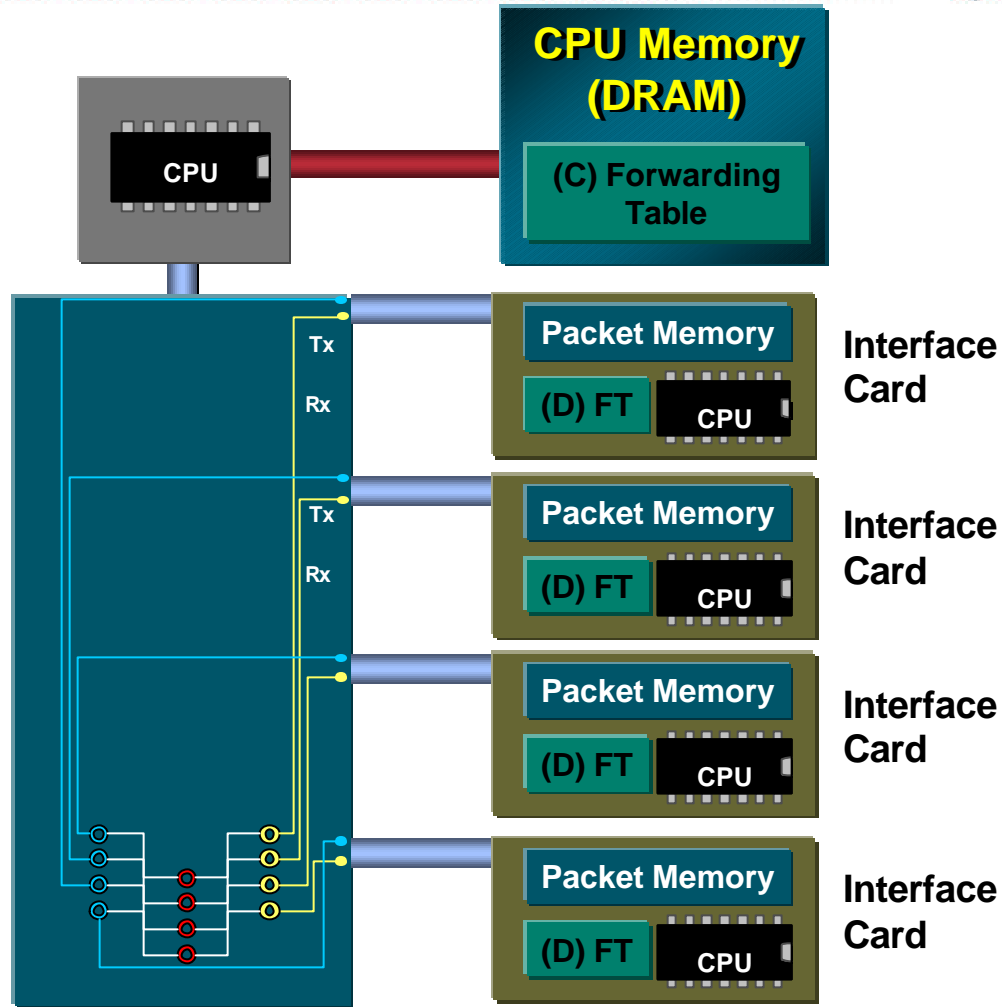 CPU Memory
(DRAM)
CPU
(C) Forwarding
Table
Tx
Rx
Packet Memory
(D) FT
CPU
Interface
Card
Tx
Rx
Packet Memory
(D) FT
CPU
Interface
Card
Packet Memory
(D) FT
CPU
Interface
Card
Packet Memory
(D) FT
CPU
Interface
Card